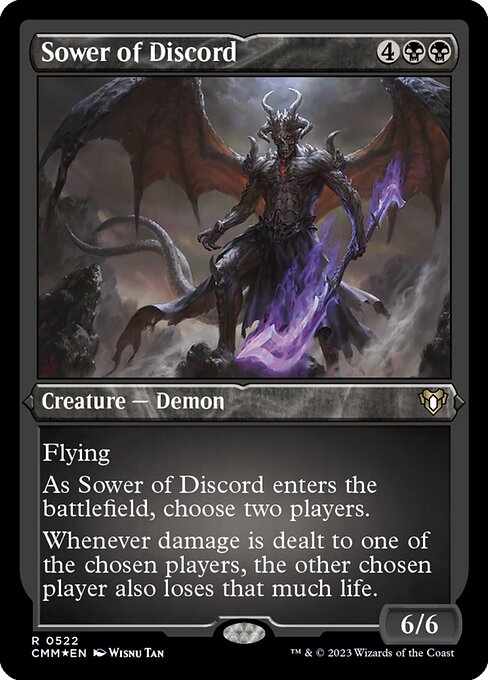 Sower of Discord 4
Creature — Demon
Flying
As Sower of Discord enters the
battlefield, choose two players.
Whenever damage is dealt to one of
the chosen players, the other chosen
player also loses that much life.
6/6
R 0522
CMM★EN Wisnu Tan
™ & © 2023 Wizards of the Coast